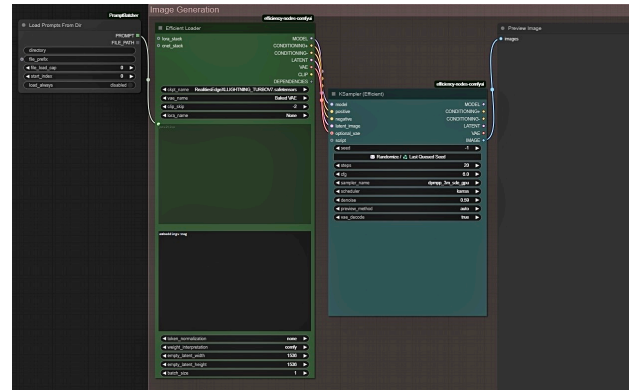 Image Generation
PromptBatcher
Load Prompts From Dir
PROMPT
FILE_PATH
directory
file_prefix
file_load_cap 0
start_index 0
load_always disabled
efficiency-nodes-comfyui
Efficient Loader
lora_stack MODEL
cnet_stack CONDITIONING+
CONDITIONING-
LATENT
VAE
CLIP
DEPENDENCIES
ckpt_name RealitiesEdgeXLLIGHTNING_TURBOV7.safetensors
vae_name Baked VAE
clip_skip -2
lora_name None
token_normalization none
weight_interpretation comfy
empty_latent_width 1536
empty_latent_height 1536
batch_size 1
efficiency-nodes-comfyui
KSampler (Efficient)
model MODEL
positive CONDITIONING+
negative CONDITIONING-
latent_image LATENT
optional_vae VAE
script IMAGE
seed -1
Randomize / Last Queued Seed
steps 20
cfg
sampler_name dpmpp_3m_sde_gpu
scheduler karras
denoise 0.59
preview_method auto
vae_decode true
Preview Image
images